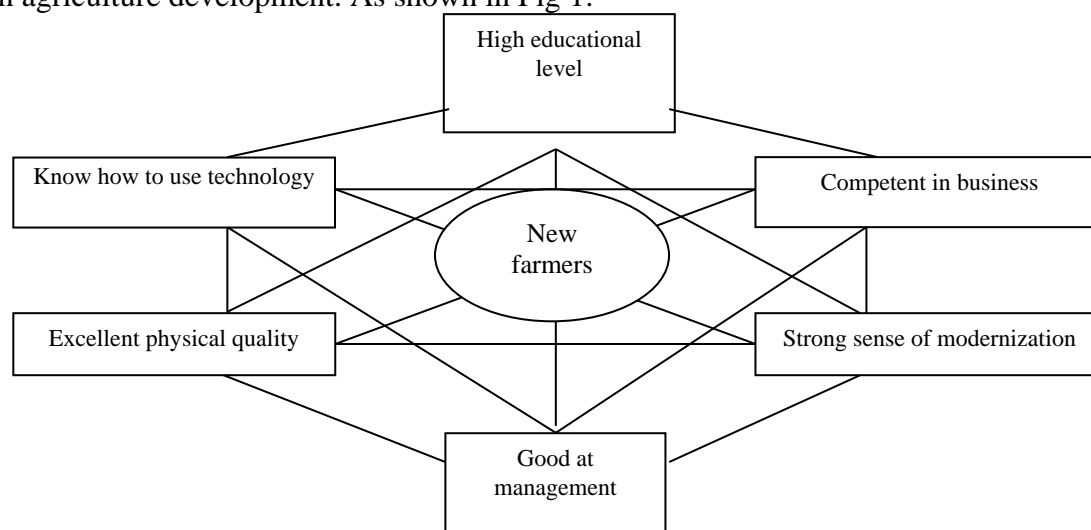 agriculture development. As shown in Fig 1.
High educational
level
Know how to use technology
Competent in business
New
farmers
Excellent physical quality
Strong sense of modernization
Good at
management